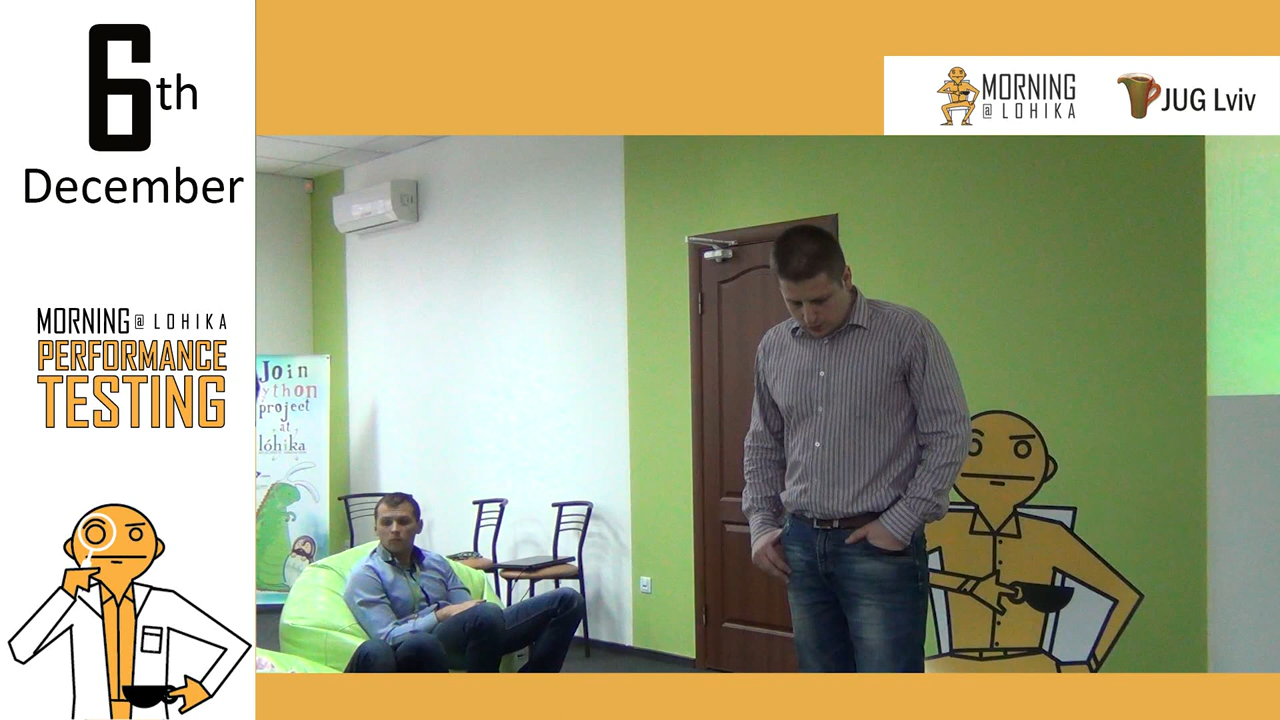 6th
December
MORNING @ LOHIKA
PERFORMANCE
TESTING
MORNING
@ LOHIKA
JUG Lviv
Join
ython
project
at
lóhika